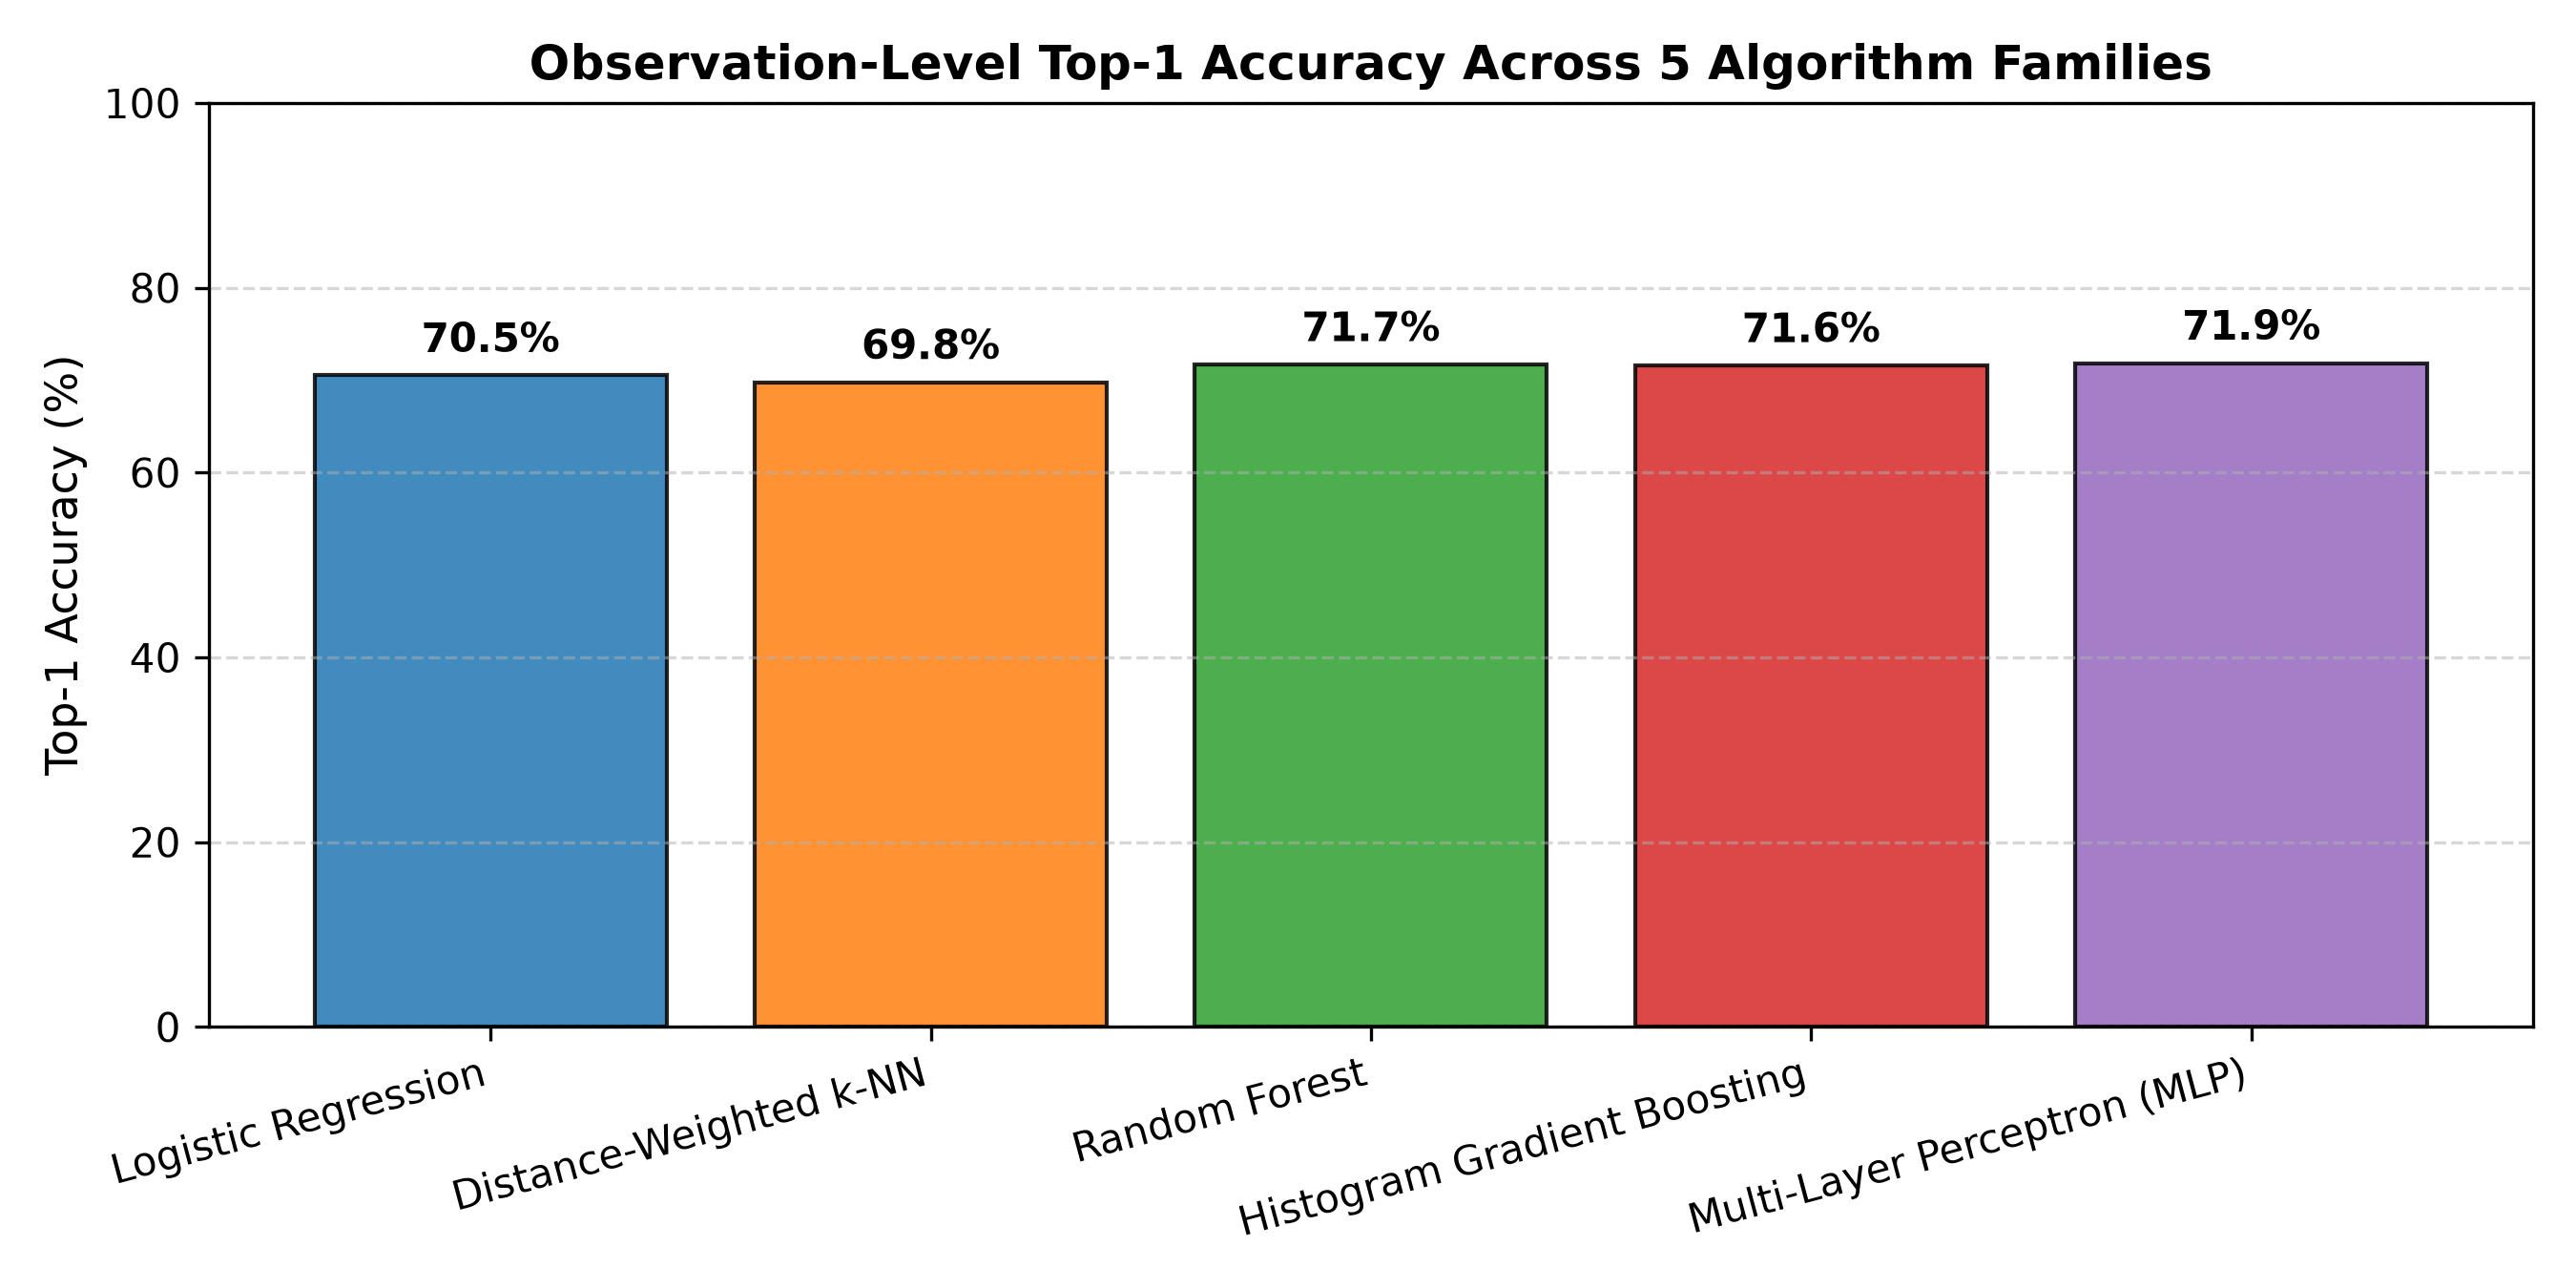 Observation-Level Top-1 Accuracy Across 5 Algorithm Families
Top-1 Accuracy (%)
100
80
60
40
20
0
70.5%
69.8%
71.7%
71.6%
71.9%
Logistic Regression
Distance-Weighted k-NN
Random Forest
Histogram Gradient Boosting
Multi-Layer Perceptron (MLP)